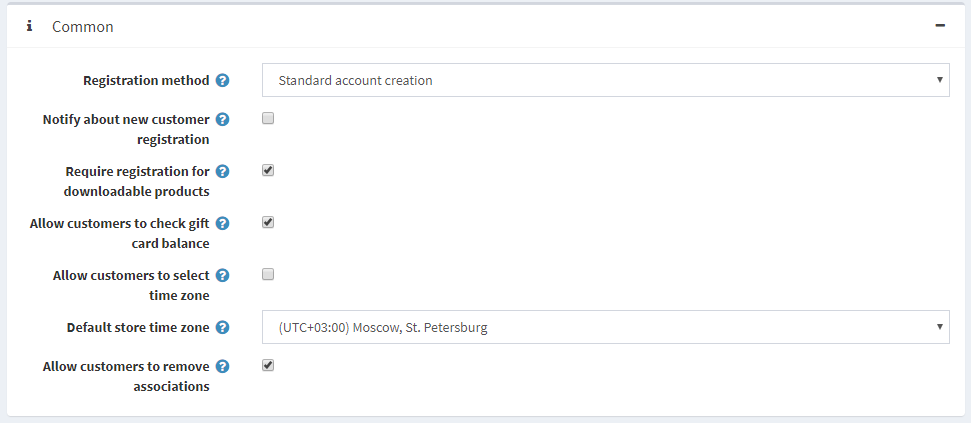 Common
Registration method
Standard account creation
Notify about new customer
registration
Require registration for
downloadable products
Allow customers to check gift
card balance
Allow customers to select
time zone
Default store time zone
(UTC+03:00) Moscow, St. Petersburg
Allow customers to remove
associations